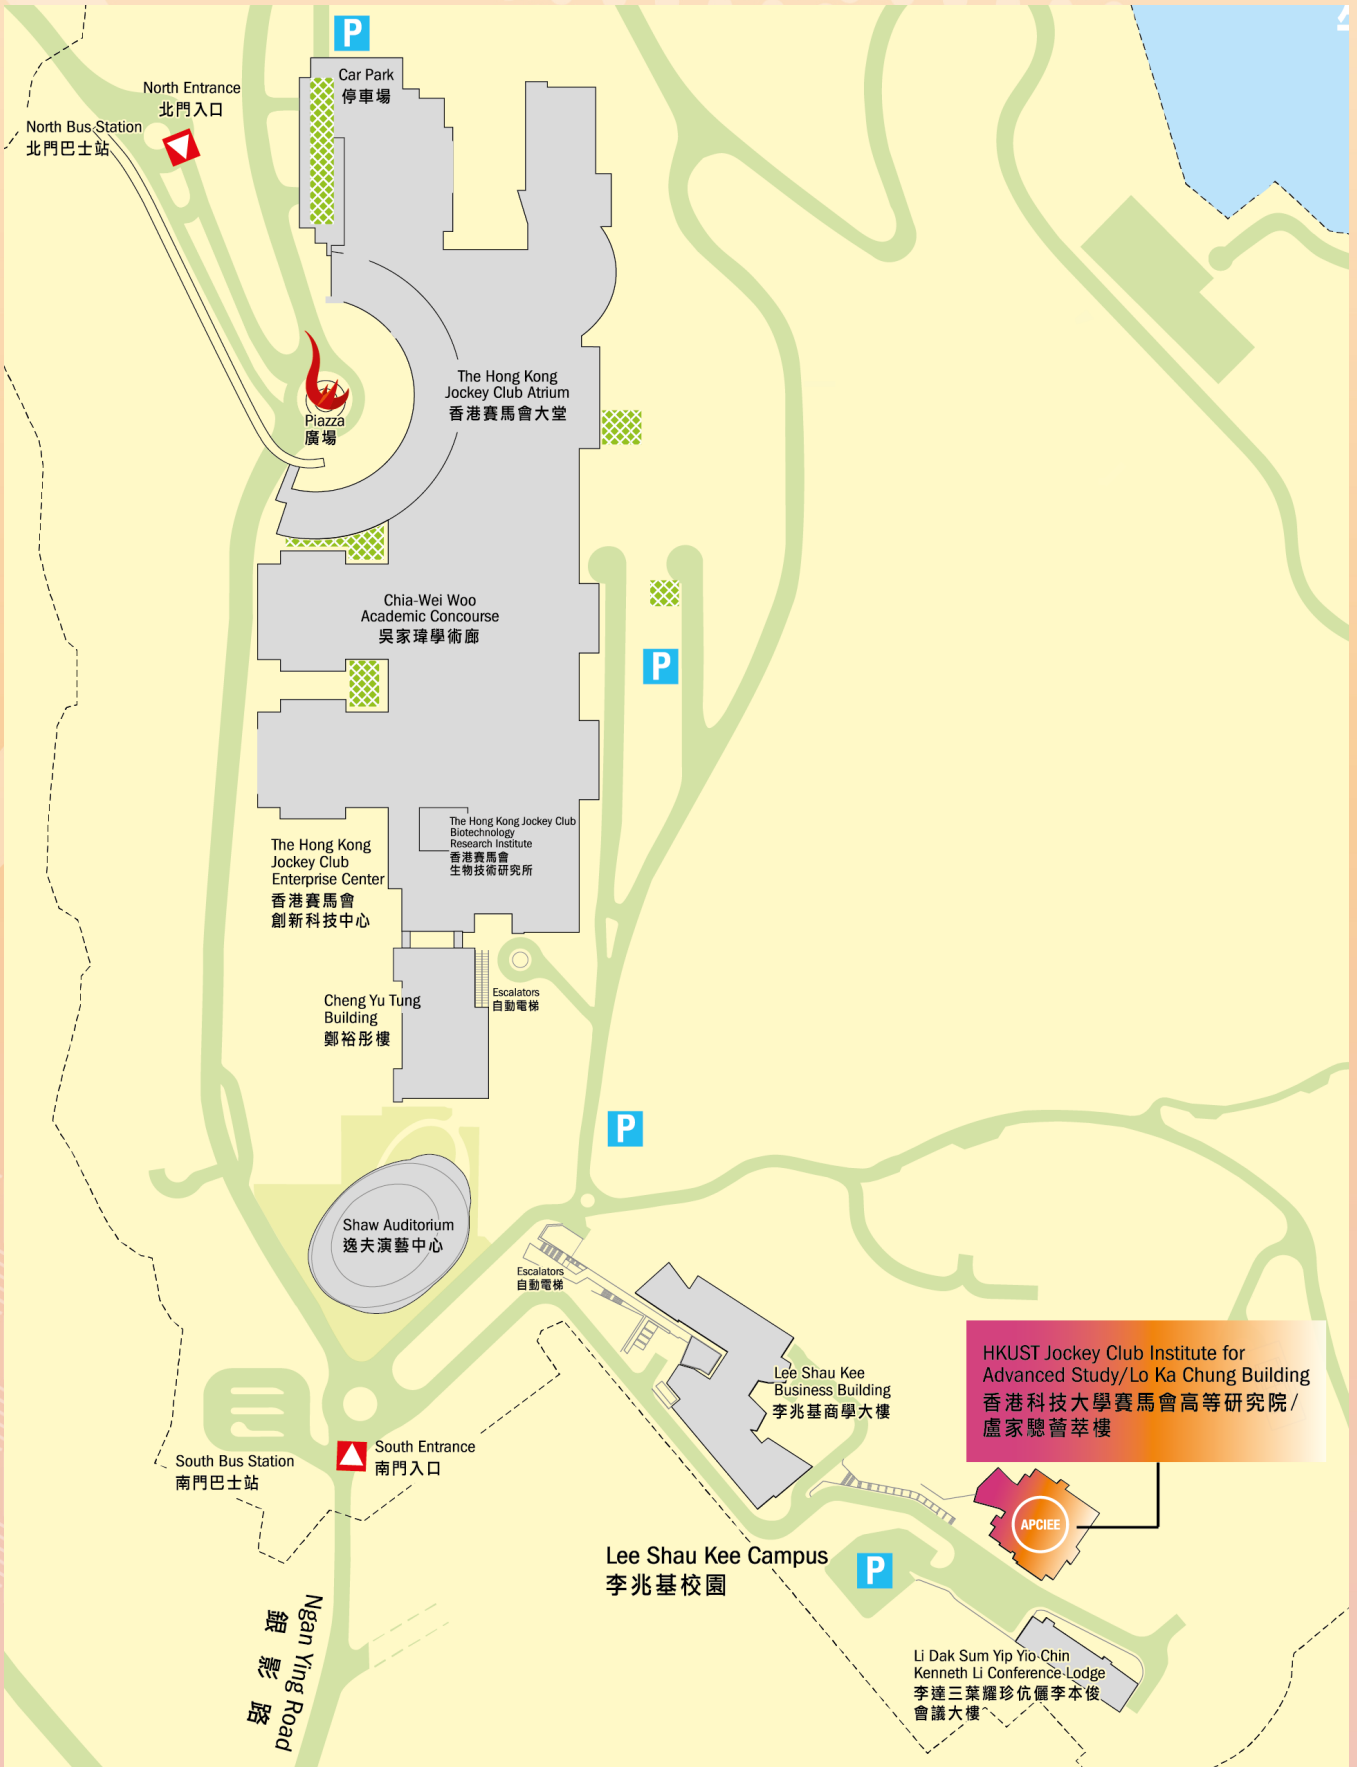 P
Car Park
停車場
North Entrance
北門入口
North Bus Station
北門巴士站
The Hong Kong
Jockey Club Atrium
香港賽馬會大堂
Piazza
廣場
Chia-Wei Woo
Academic Concourse
吳家瑋學術廊
P
The Hong Kong Jockey Club
Biotechnology
Research Institute
香港賽馬會
生物技術研究所
The Hong Kong
Jockey Club
Enterprise Center
香港賽馬會
創新科技中心
Cheng Yu Tung
Building
鄭裕彤樓
Escalators
自動電梯
P
Shaw Auditorium
逸夫演藝中心
Escalators
自動電梯
HKUST Jockey Club Institute for
Advanced Study/Lo Ka Chung Building
香港科技大學賽馬會高等研究院/
盧家驄薈萃樓
Lee Shau Kee
Business Building
李兆基商學大樓
South Entrance
南門入口
South Bus Station
南門巴士站
APCIEE
Lee Shau Kee Campus
李兆基校園
P
Ngan Ying Road
銀影路
Li Dak Sum Yip Yio Chin
Kenneth Li Conference Lodge
李達三葉耀珍伉儷李本俊
會議大樓